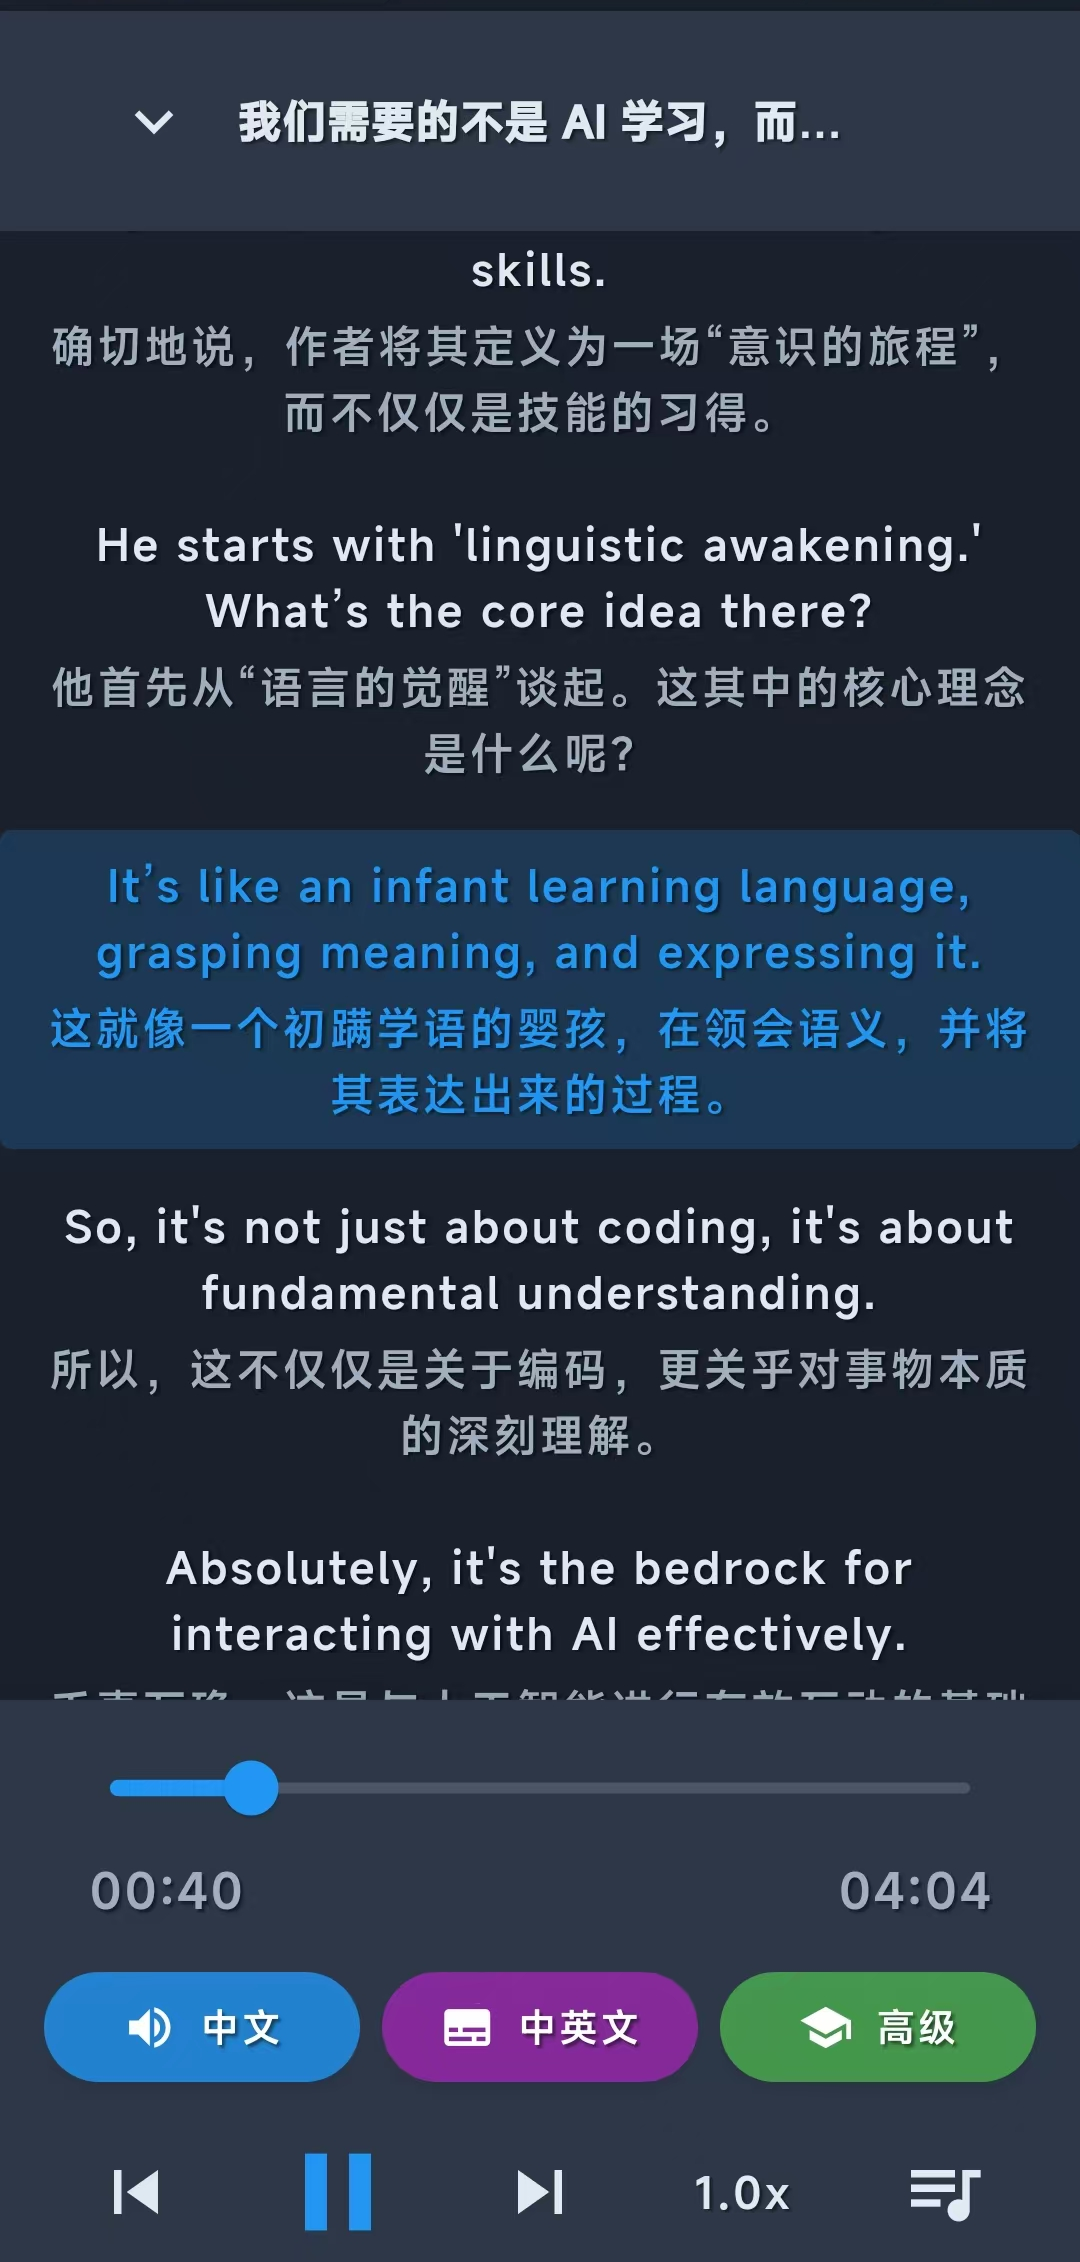 我们需要的不是 AI 学习，而...
skills.
确切地说，作者将其定义为一场“意识的旅程”，
而不仅仅是技能的习得。
He starts with 'linguistic awakening.'
What’s the core idea there?
他首先从“语言的觉醒”谈起。这其中的核心理念
是什么呢？
It’s like an infant learning language,
grasping meaning, and expressing it.
这就像一个初蹒学语的婴孩，在领会语义，并将
其表达出来的过程。
So, it's not just about coding, it's about
fundamental understanding.
所以，这不仅仅是关于编码，更关乎对事物本质
的深刻理解。
Absolutely, it's the bedrock for
interacting with AI effectively.
00:40
04:04
中文
中英文
高级
1.0x